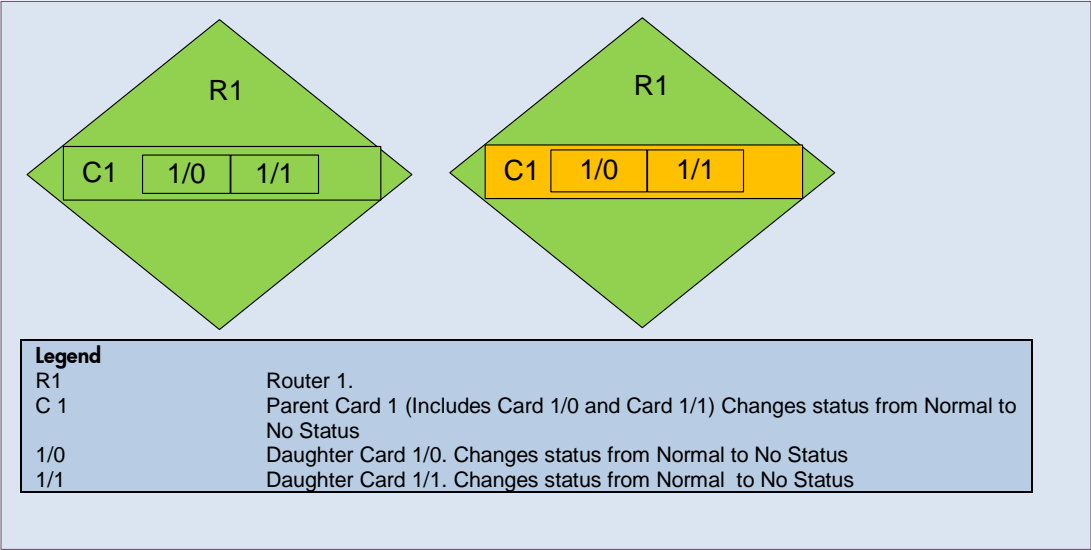 R1
R1
C1 1/0 1/1
C1 1/0 1/1
Legend
R1 Router 1.
C 1 Parent Card 1 (Includes Card 1/0 and Card 1/1) Changes status from Normal to
No Status
1/0 Daughter Card 1/0. Changes status from Normal to No Status
1/1 Daughter Card 1/1. Changes status from Normal  to No Status